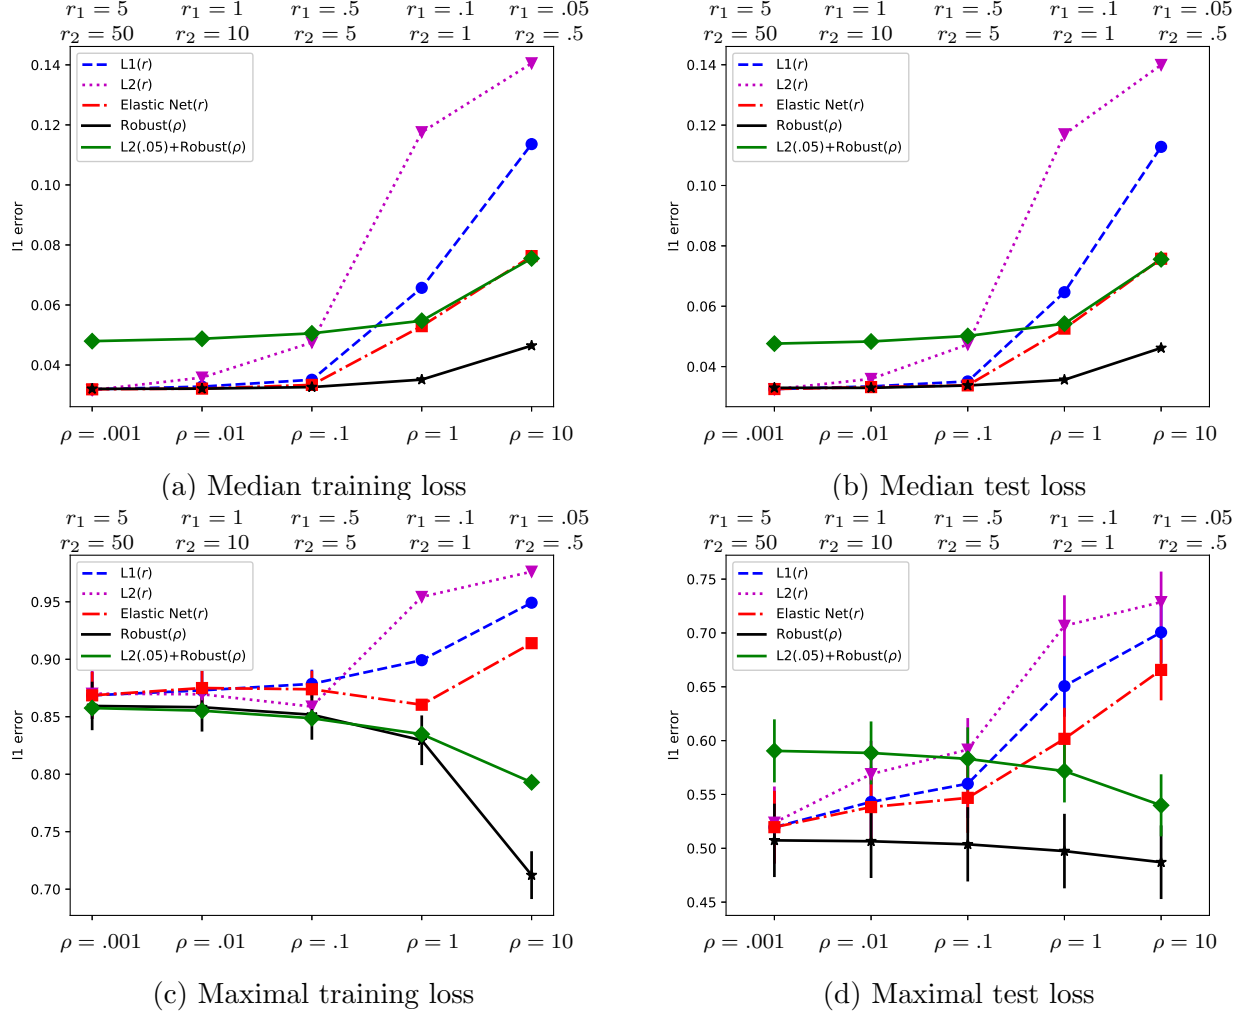 r₁ = 5 r₁ = 1 r₁ = .5 r₁ = .1 r₁ = .05
r₂ = 50 r₂ = 10 r₂ = 5 r₂ = 1 r₂ = .5
L1(r)
L2(r)
Elastic Net(r)
Robust(ρ)
L2(.05)+Robust(ρ)
0.14
0.12
0.10
0.08
0.06
0.04
l1 error
ρ = .001 ρ = .01 ρ = .1 ρ = 1 ρ = 10
(a) Median training loss
r₁ = 5 r₁ = 1 r₁ = .5 r₁ = .1 r₁ = .05
r₂ = 50 r₂ = 10 r₂ = 5 r₂ = 1 r₂ = .5
L1(r)
L2(r)
Elastic Net(r)
Robust(ρ)
L2(.05)+Robust(ρ)
0.14
0.12
0.10
0.08
0.06
0.04
l1 error
ρ = .001 ρ = .01 ρ = .1 ρ = 1 ρ = 10
(b) Median test loss
r₁ = 5 r₁ = 1 r₁ = .5 r₁ = .1 r₁ = .05
r₂ = 50 r₂ = 10 r₂ = 5 r₂ = 1 r₂ = .5
L1(r)
L2(r)
Elastic Net(r)
Robust(ρ)
L2(.05)+Robust(ρ)
0.95
0.90
0.85
0.80
0.75
0.70
l1 error
ρ = .001 ρ = .01 ρ = .1 ρ = 1 ρ = 10
(c) Maximal training loss
r₁ = 5 r₁ = 1 r₁ = .5 r₁ = .1 r₁ = .05
r₂ = 50 r₂ = 10 r₂ = 5 r₂ = 1 r₂ = .5
L1(r)
L2(r)
Elastic Net(r)
Robust(ρ)
L2(.05)+Robust(ρ)
0.75
0.70
0.65
0.60
0.55
0.50
0.45
l1 error
ρ = .001 ρ = .01 ρ = .1 ρ = 1 ρ = 10
(d) Maximal test loss